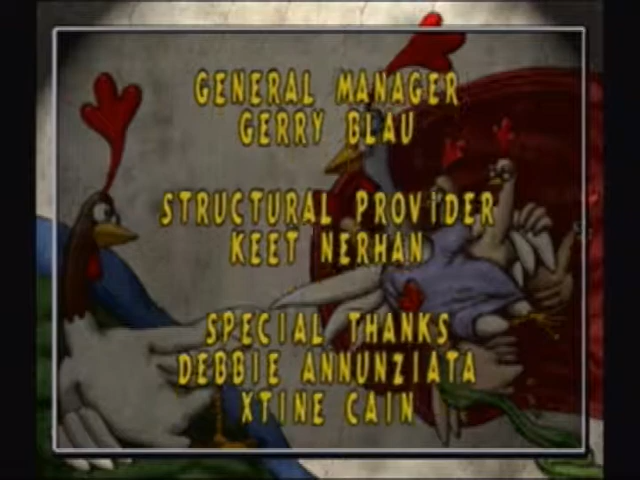 GENERAL MANAGER
GERRY BLAU
STRUCTURAL PROVIDER
KEET NERHAN
SPECIAL THANKS
DEBBIE ANNUNZIATA
XTINE CAIN